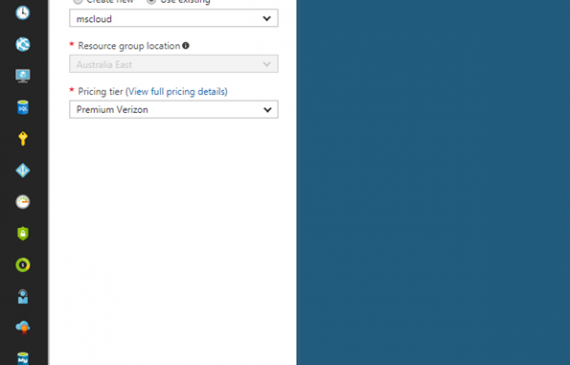 Create new Use existing
mscloud
* Resource group location
Australia East
* Pricing tier (View full pricing details)
Premium Verizon